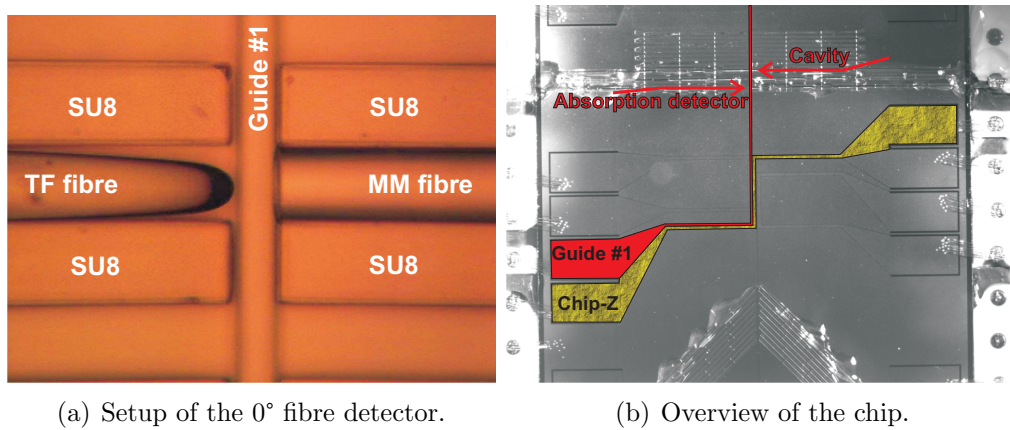 Guide #1
SU8
SU8
TF fibre
MM fibre
SU8
SU8
Cavity
Absorption detector
Guide #1
Chip-Z
(a) Setup of the 0° fibre detector.
(b) Overview of the chip.